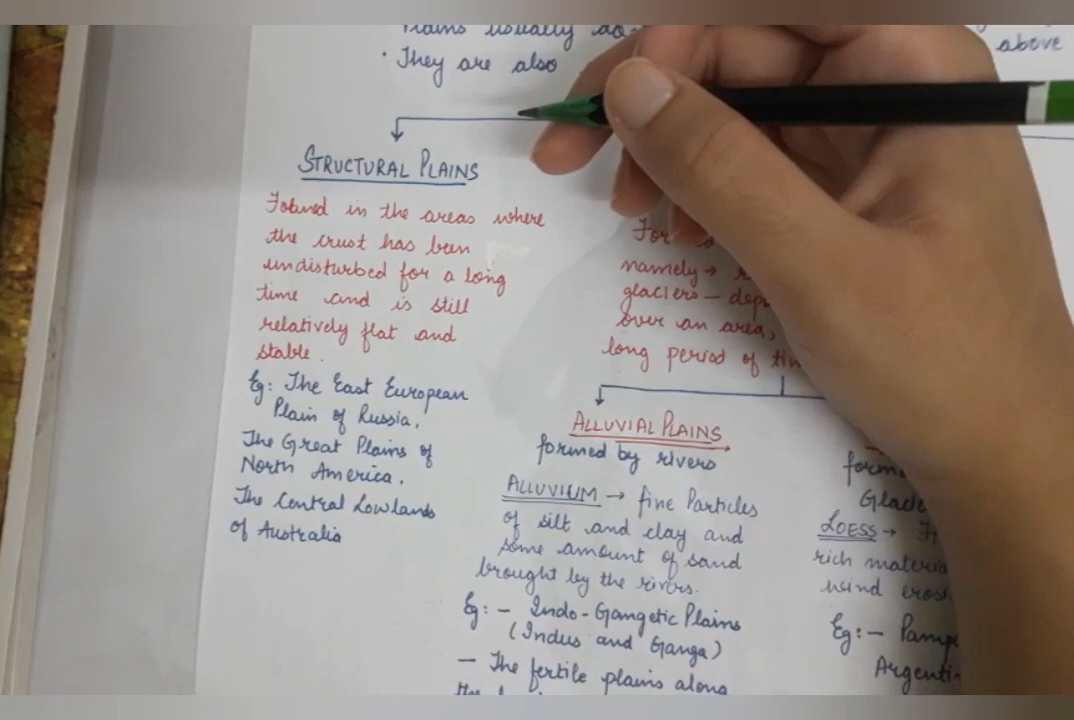 Plains usually
above
• They are also
STRUCTURAL PLAINS
Found in the areas where
the crust has been
undisturbed for a long
time and is still
relatively flat and
stable.
Eg: The East European
Plain of Russia.
The Great Plains of
North America.
The Central Lowlands
of Australia
namely →
glaciers —
over an area,
long period of
ALLUVIAL PLAINS
formed by rivers
ALLUVIUM → fine Particles
of silt and clay and
some amount of sand
brought by the rivers.
Eg: - Indo-Gangetic Plains
(Indus and Ganga)
- The fertile plains along
LOESS →
rich
wind
Eg:-